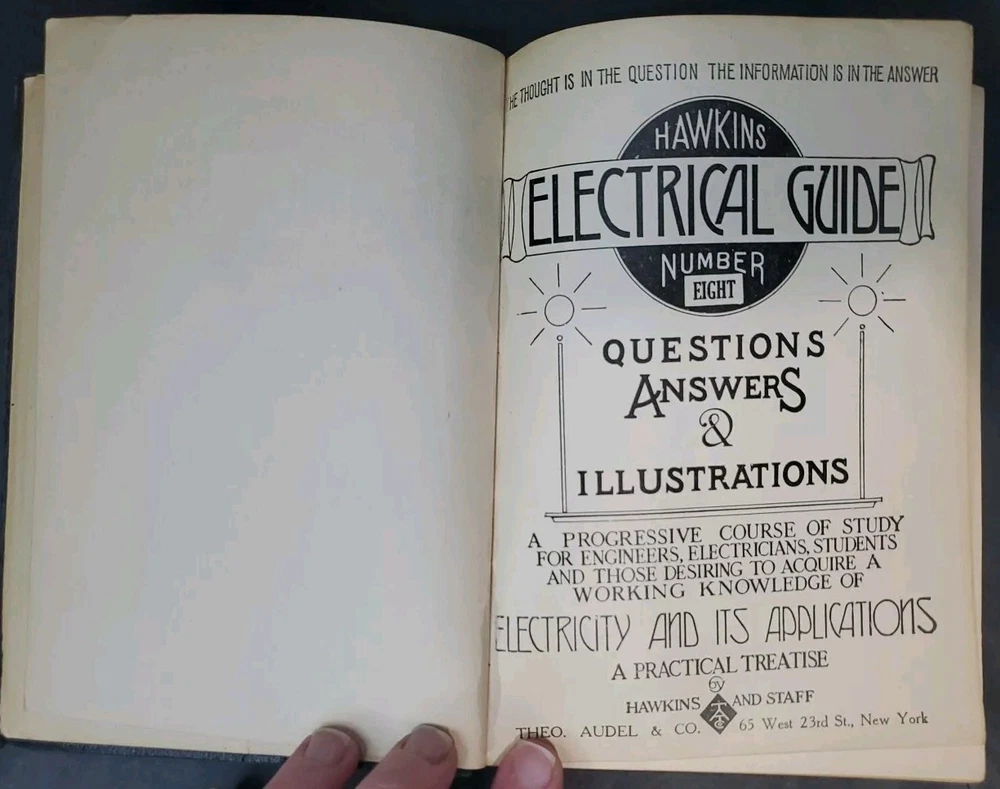 HE THOUGHT IS IN THE QUESTION THE INFORMATION IS IN THE ANSWER
HAWKINS
ELECTRICAL GUIDE
NUMBER
EIGHT
QUESTIONS
ANSWERS
&
ILLUSTRATIONS
A PROGRESSIVE COURSE OF STUDY
FOR ENGINEERS, ELECTRICIANS, STUDENTS
AND THOSE DESIRING TO ACQUIRE A
WORKING KNOWLEDGE OF
ELECTRICITY AND ITS APPLICATIONS
A PRACTICAL TREATISE
by
HAWKINS AND STAFF
THEO. AUDEL & CO. 65 West 23rd St., New York